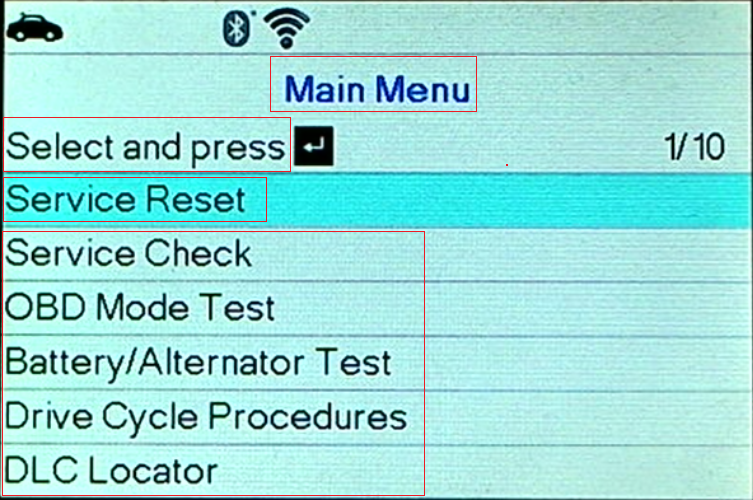 Main Menu
Select and press 1/10
Service Reset
Service Check
OBD Mode Test
Battery/Alternator Test
Drive Cycle Procedures
DLC Locator